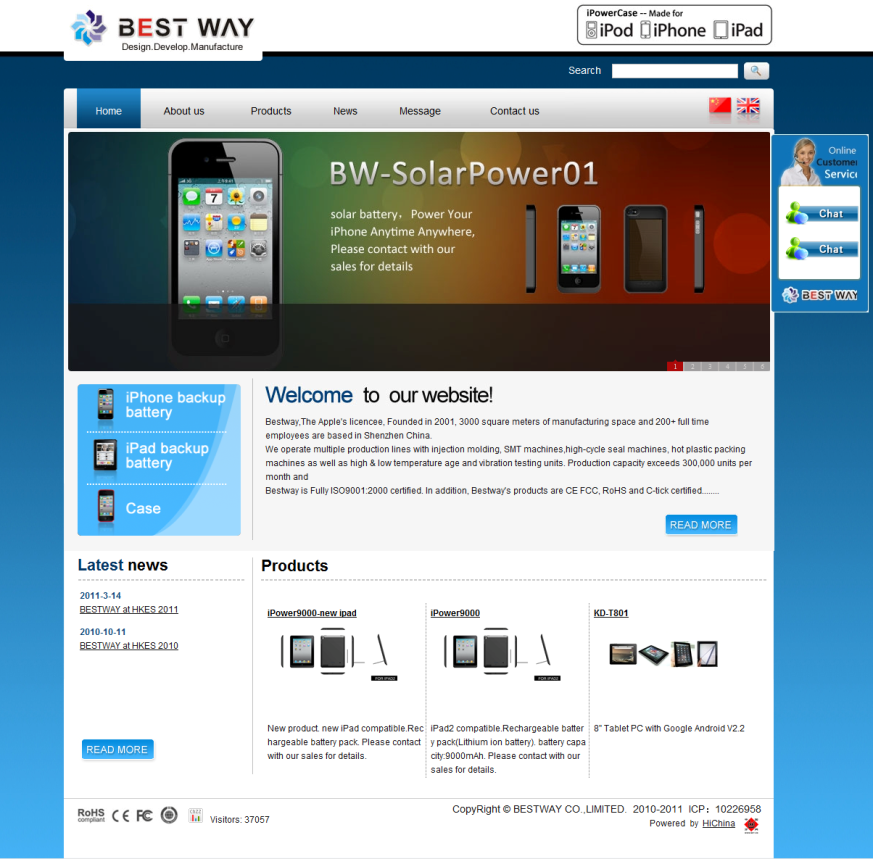 BEST WAY
Design.Develop.Manufacture
iPowerCase -- Made for
iPod iPhone iPad
Search
Home About us Products News Message Contact us
BW-SolarPower01
solar battery，Power Your
iPhone Anytime Anywhere,
Please contact with our
sales for details
1 2 3 4 5 6
Online
Customer
Service
Chat
Chat
BEST WAY
iPhone backup
battery
iPad backup
battery
Case
Welcome to our website!
Bestway,The Apple's licencee, Founded in 2001, 3000 square meters of manufacturing space and 200+ full time
employees are based in Shenzhen China.
We operate multiple production lines with injection molding, SMT machines,high-cycle seal machines, hot plastic packing
machines as well as high & low temperature age and vibration testing units. Production capacity exceeds 300,000 units per
month and
Bestway is Fully ISO9001:2000 certified. In addition, Bestway's products are CE FCC, RoHS and C-tick certified........
READ MORE
Latest news
2011-3-14
BESTWAY at HKES 2011
2010-10-11
BESTWAY at HKES 2010
READ MORE
Products
iPower9000-new ipad
FOR IPAD2
New product. new iPad compatible.Rec
hargeable battery pack. Please contact
with our sales for details.
iPower9000
FOR IPAD2
iPad2 compatible.Rechargeable batter
y pack(Lithium ion battery). battery capa
city:9000mAh. Please contact with our
sales for details.
KD-T801
8" Tablet PC with Google Android V2.2
RoHS
compliant
CE FC
Visitors: 37057
CopyRight © BESTWAY CO.,LIMITED. 2010-2011 ICP：10226958
Powered by HiChina